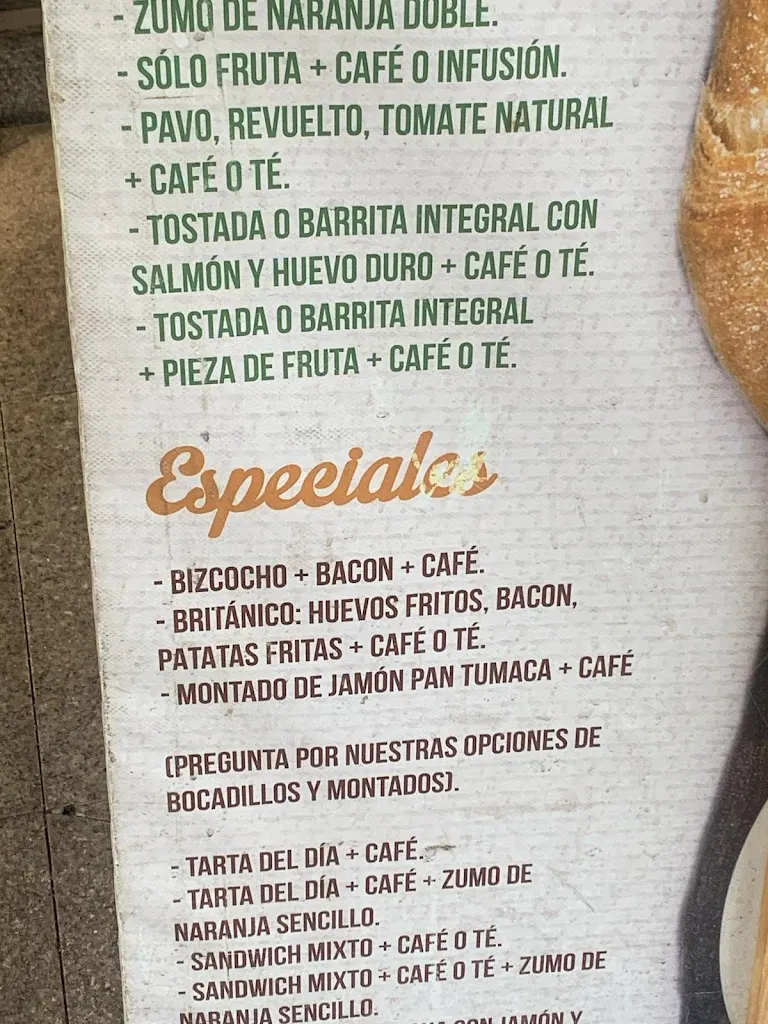 - ZUMO DE NARANJA DOBLE.
- SÓLO FRUTA + CAFÉ O INFUSIÓN.
- PAVO, REVUELTO, TOMATE NATURAL
+ CAFÉ O TÉ.
- TOSTADA O BARRITA INTEGRAL CON
SALMÓN Y HUEVO DURO + CAFÉ O TÉ.
- TOSTADA O BARRITA INTEGRAL
+ PIEZA DE FRUTA + CAFÉ O TÉ.
Especiales
- BIZCOCHO + BACON + CAFÉ.
- BRITÁNICO: HUEVOS FRITOS, BACON,
PATATAS FRITAS + CAFÉ O TÉ.
- MONTADO DE JAMÓN PAN TUMACA + CAFÉ
(PREGUNTA POR NUESTRAS OPCIONES DE
BOCADILLOS Y MONTADOS).
- TARTA DEL DÍA + CAFÉ.
- TARTA DEL DÍA + CAFÉ + ZUMO DE
NARANJA SENCILLO.
- SANDWICH MIXTO + CAFÉ O TÉ.
- SANDWICH MIXTO + CAFÉ O TÉ + ZUMO DE
NARANJA SENCILLO.
CON JAMÓN Y